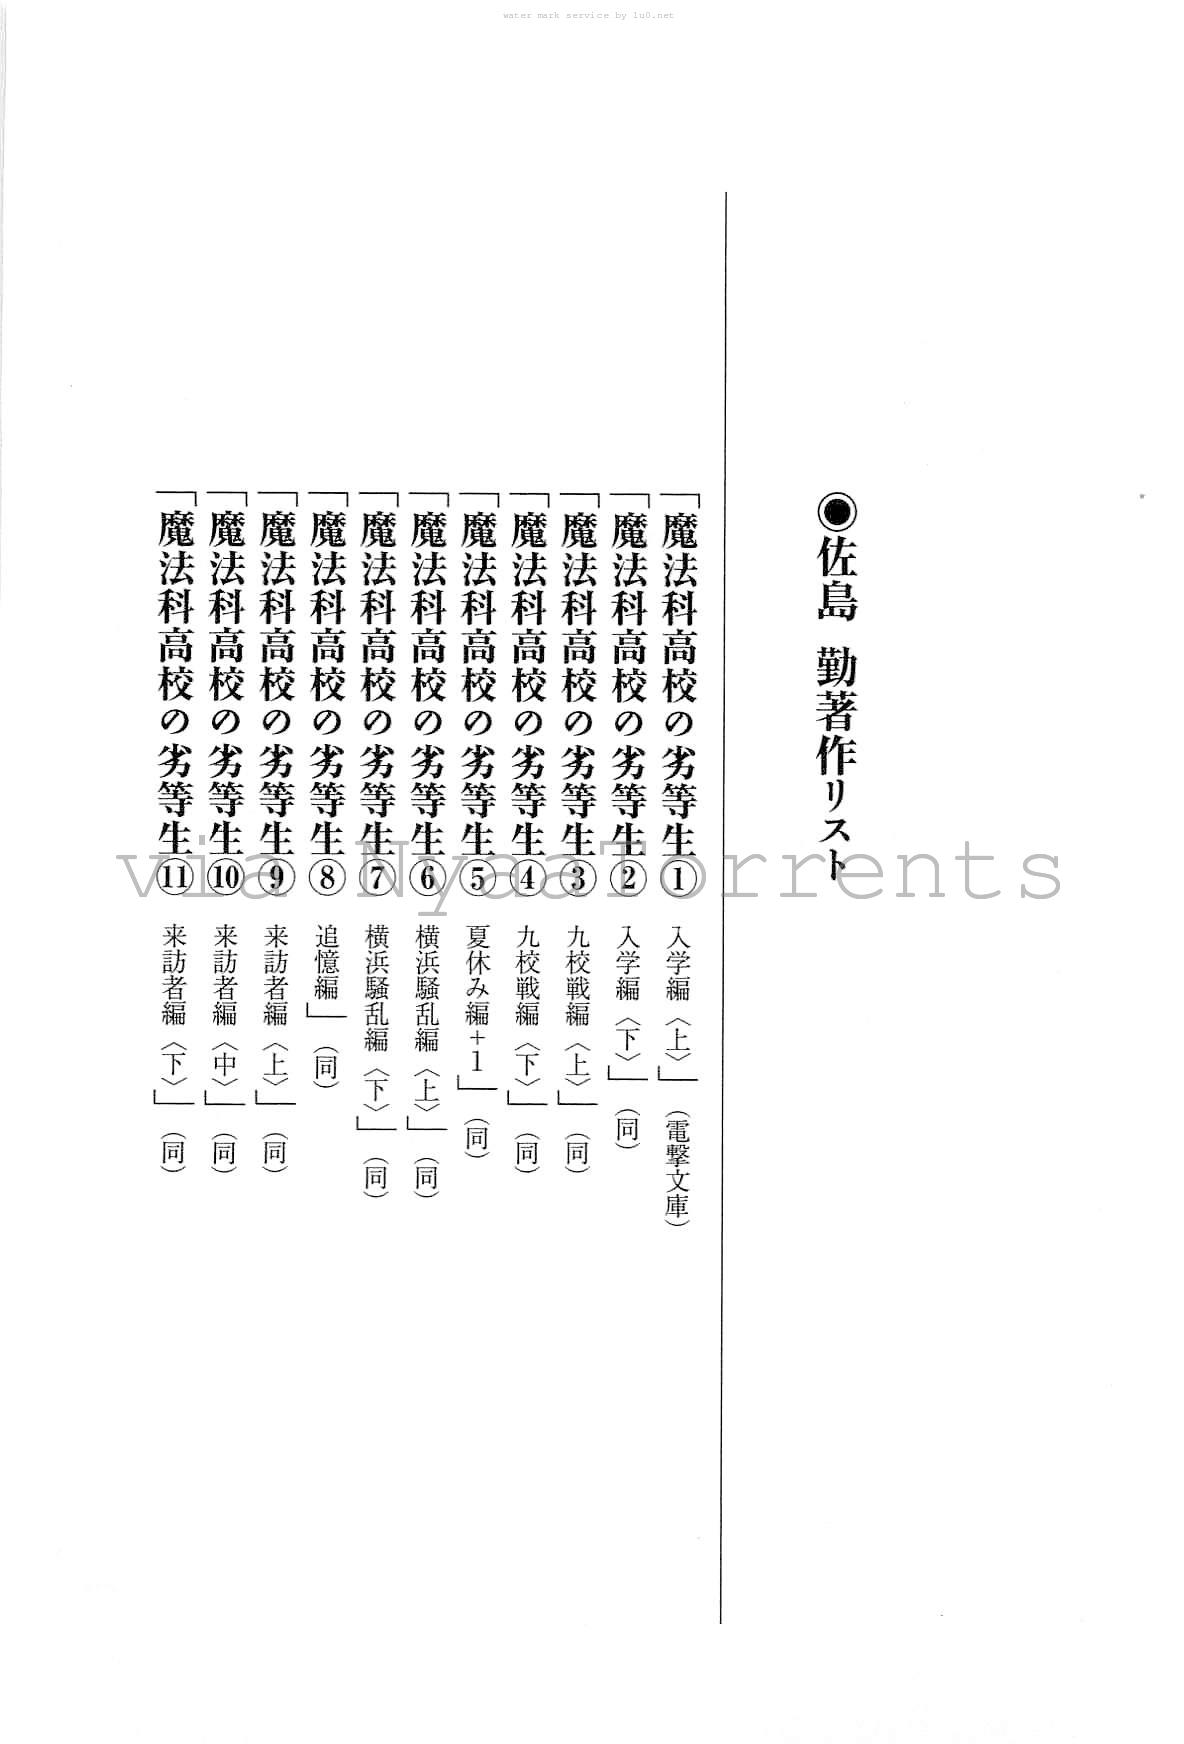 water mark service by lu0.net
◉佐島 勤著作リスト
「魔法科高校の劣等生① 入学編〈上〉」（電撃文庫）
「魔法科高校の劣等生② 入学編〈下〉」（同）
「魔法科高校の劣等生③ 九校戦編〈上〉」（同）
「魔法科高校の劣等生④ 九校戦編〈下〉」（同）
「魔法科高校の劣等生⑤ 夏休み編+1」（同）
「魔法科高校の劣等生⑥ 横浜騒乱編〈上〉」（同）
「魔法科高校の劣等生⑦ 横浜騒乱編〈下〉」（同）
「魔法科高校の劣等生⑧ 追憶編」（同）
「魔法科高校の劣等生⑨ 来訪者編〈上〉」（同）
「魔法科高校の劣等生⑩ 来訪者編〈中〉」（同）
「魔法科高校の劣等生⑪ 来訪者編〈下〉」（同）
via NyaaTorrents